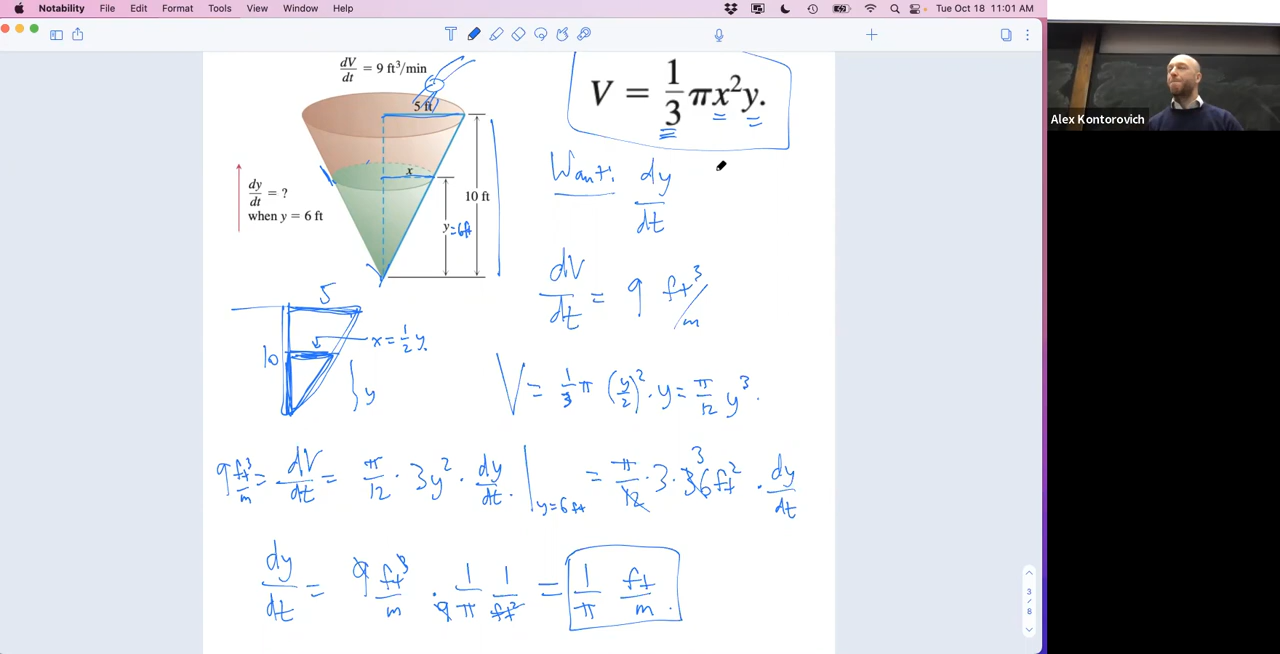 Notability File Edit Format Tools View Window Help
Tue Oct 18 11:01 AM
dV/dt = 9 ft³/min
5 ft
x
10 ft
y = 6ft
dy/dt = ?
when y = 6 ft
V = 1/3 πx²y.
Want: dy/dt
dV/dt = 9 ft³/m
5
10
x = 1/2 y.
y
V = 1/3 π (y/2)² · y = π/12 y³.
9 ft³/m = dV/dt = π/12 · 3y² · dy/dt. | y=6ft = π/12 · 3 · 36 3 ft² · dy/dt
dy/dt = 9 ft³/m · 1/9π 1/ft² = 1/π ft/m.
Alex Kontorovich
3 / 8